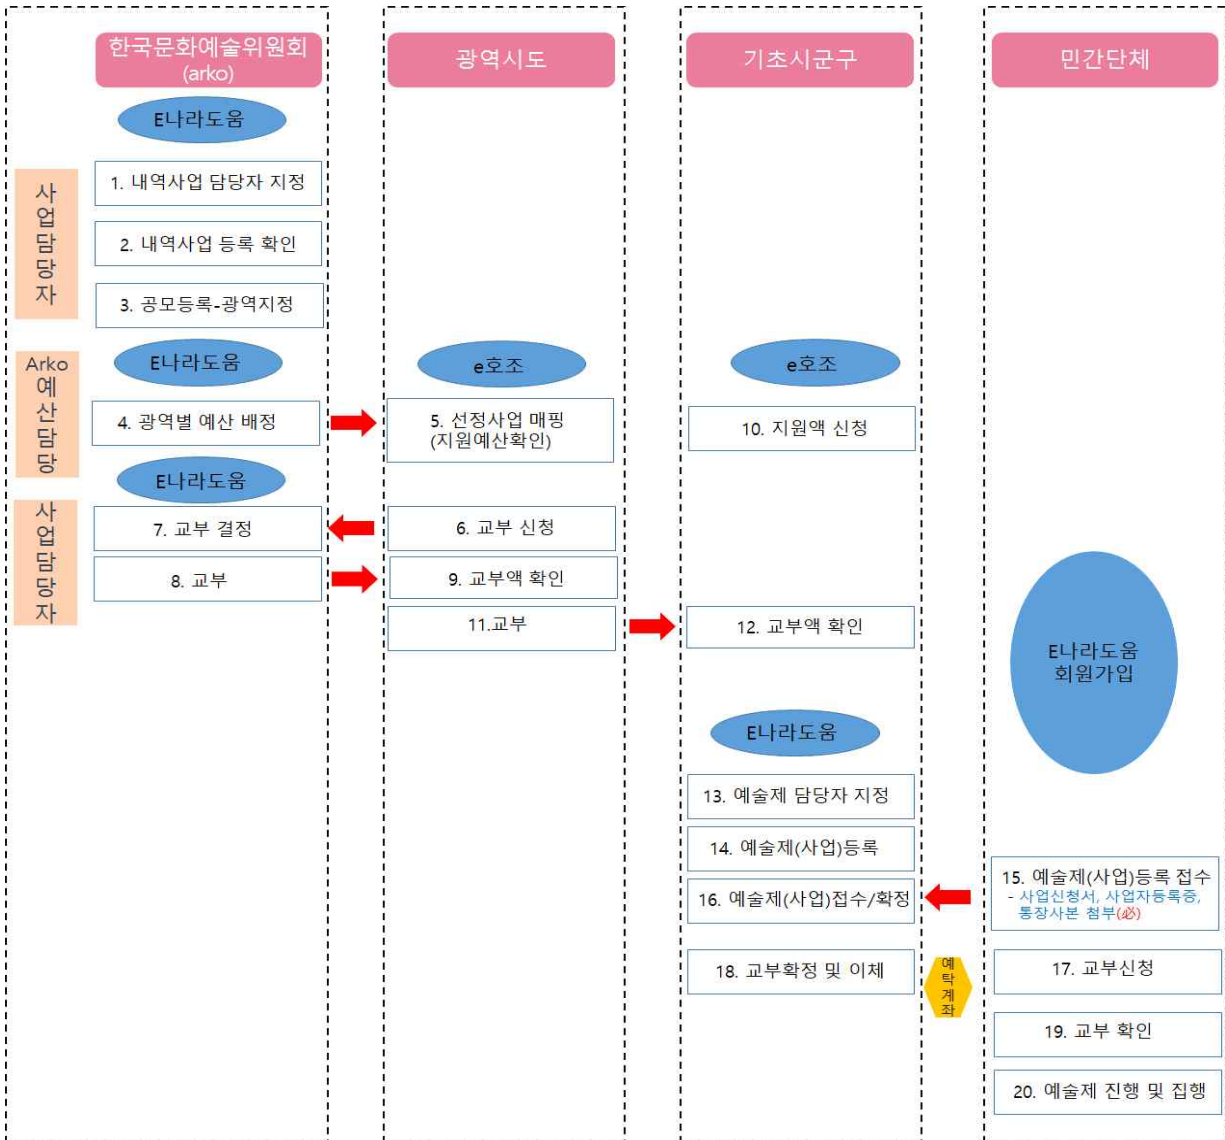 한국문화예술위원회
(arko)
광역시도
기초시군구
민간단체
E나라도움
사
업
담
당
자
1. 내역사업 담당자 지정
2. 내역사업 등록 확인
3. 공모등록-광역지정
Arko
예
산
담
당
E나라도움
e호조
e호조
4. 광역별 예산 배정
5. 선정사업 매핑
(지원예산확인)
10. 지원액 신청
E나라도움
사
업
담
당
자
7. 교부 결정
6. 교부 신청
8. 교부
9. 교부액 확인
11.교부
12. 교부액 확인
E나라도움
회원가입
E나라도움
13. 예술제 담당자 지정
14. 예술제(사업)등록
15. 예술제(사업)등록 접수
- 사업신청서, 사업자등록증,
통장사본 첨부(必)
16. 예술제(사업)접수/확정
18. 교부확정 및 이체
예
탁
계
좌
17. 교부신청
19. 교부 확인
20. 예술제 진행 및 집행